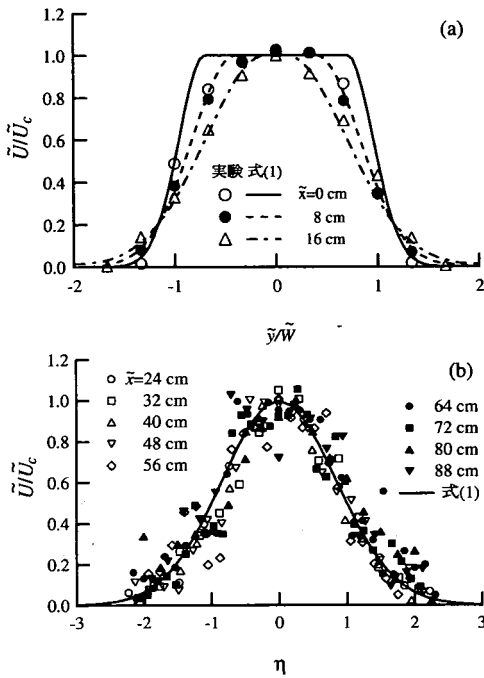 (a)
1.0
0.8
0.6
0.4
0.2
0.0
Ũ/Ũc
実験 式(1)
x̃=0 cm
8 cm
16 cm
-2 -1 0 1 2
ỹ/W̃
(b)
1.2
1.0
0.8
0.6
0.4
0.2
0.0
Ũ/Ũc
x̃=24 cm
32 cm
40 cm
48 cm
56 cm
64 cm
72 cm
80 cm
88 cm
式(1)
-3 -2 -1 0 1 2 3
η